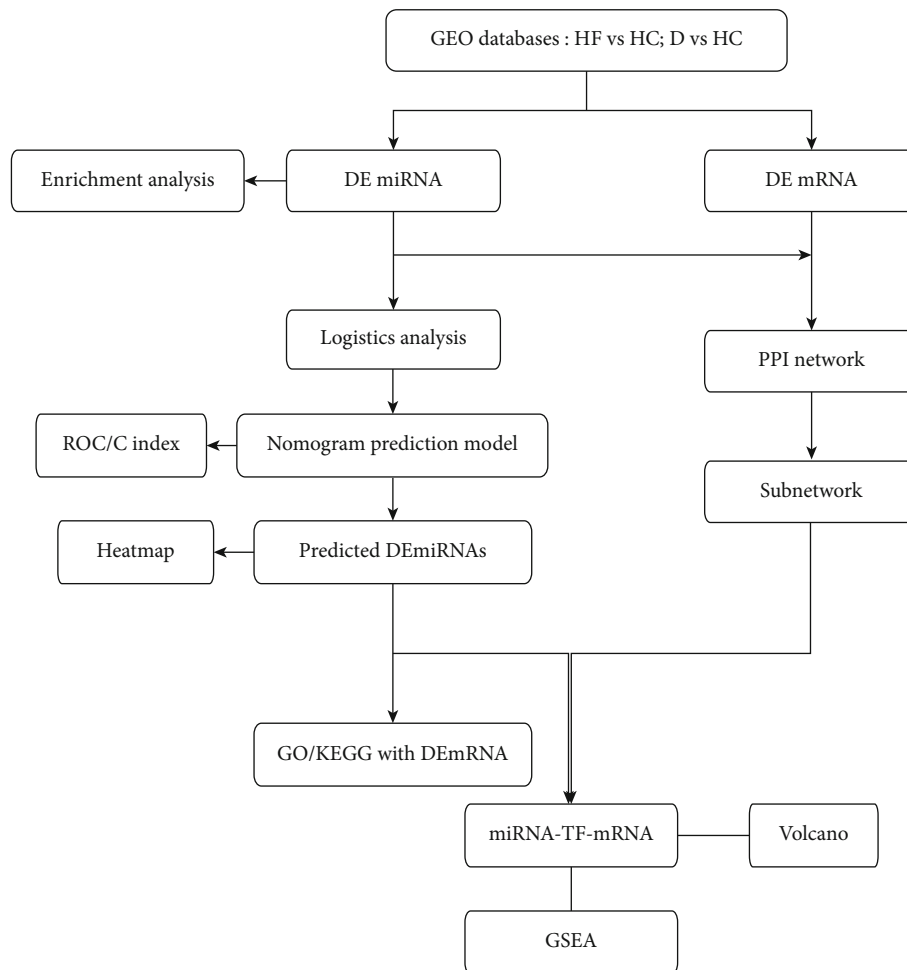 GEO databases : HF vs HC; D vs HC
Enrichment analysis
DE miRNA
DE mRNA
Logistics analysis
PPI network
ROC/C index
Nomogram prediction model
Subnetwork
Heatmap
Predicted DEmiRNAs
GO/KEGG with DEmRNA
miRNA-TF-mRNA
Volcano
GSEA